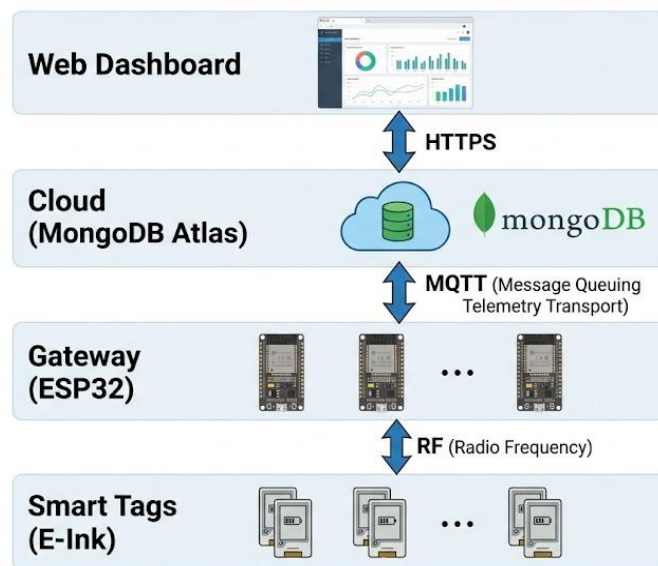 Web Dashboard
HTTPS
Cloud
(MongoDB Atlas)
mongoDB
MQTT (Message Queuing
Telemetry Transport)
Gateway
(ESP32)
...
RF (Radio Frequency)
Smart Tags
(E-Ink)
...